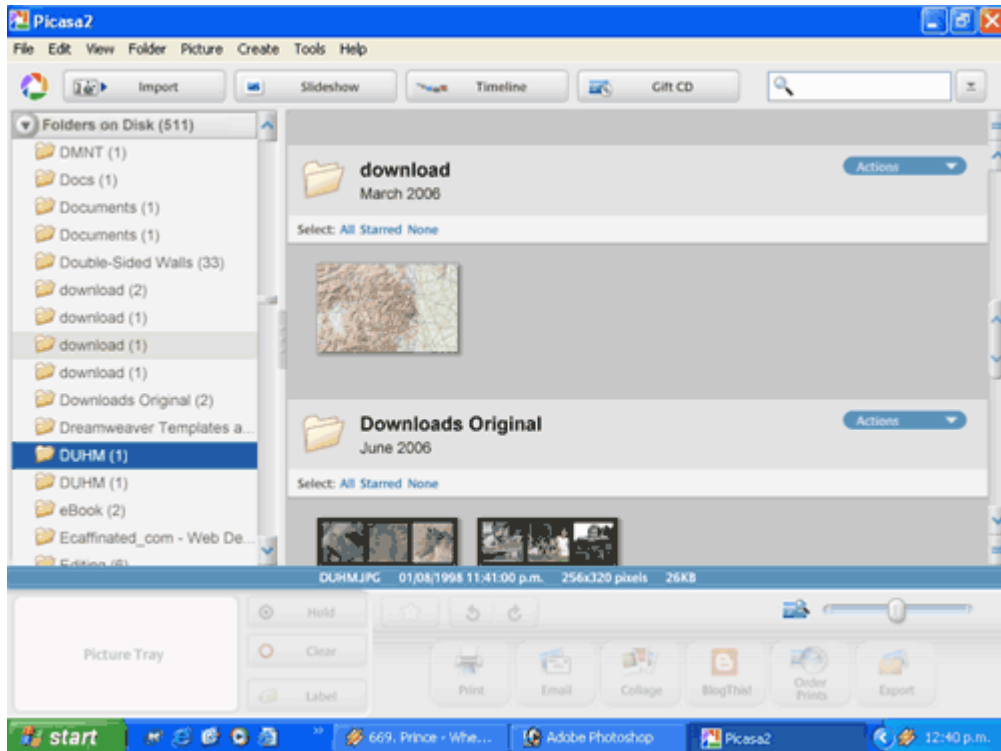 Picasa2
File Edit View Folder Picture Create Tools Help
Import Slideshow Timeline Gift CD
Folders on Disk (511)
DMNT (1)
Docs (1)
Documents (1)
Documents (1)
Double-Sided Walls (33)
download (2)
download (1)
download (1)
download (1)
Downloads Original (2)
Dreamweaver Templates a...
DUHM (1)
DUHM (1)
eBook (2)
Ecaffinated_com - Web De...
Editing (6)
download
March 2006
Actions
Select: All Starred None
Downloads Original
June 2006
Actions
Select: All Starred None
DUHM.JPG 01/08/1998 11:41:00 p.m. 256x320 pixels 26KB
Picture Tray
Hold
Clear
Label
Print Email Collage BlogThis! Order Prints Export
start 669. Prince - Whe... Adobe Photoshop Picasa2 12:40 p.m.